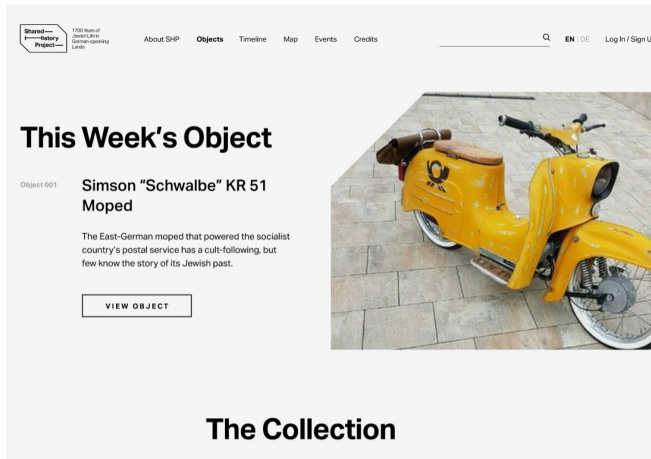 Shared—
History
Project—
1700 Years of
Jewish Life in
German-speaking
Lands
About SHP
Objects
Timeline
Map
Events
Credits
EN | DE
Log In / Sign U
This Week's Object
Object 001
Simson “Schwalbe” KR 51
Moped
The East-German moped that powered the socialist
country's postal service has a cult-following, but
few know the story of its Jewish past.
VIEW OBJECT
The Collection